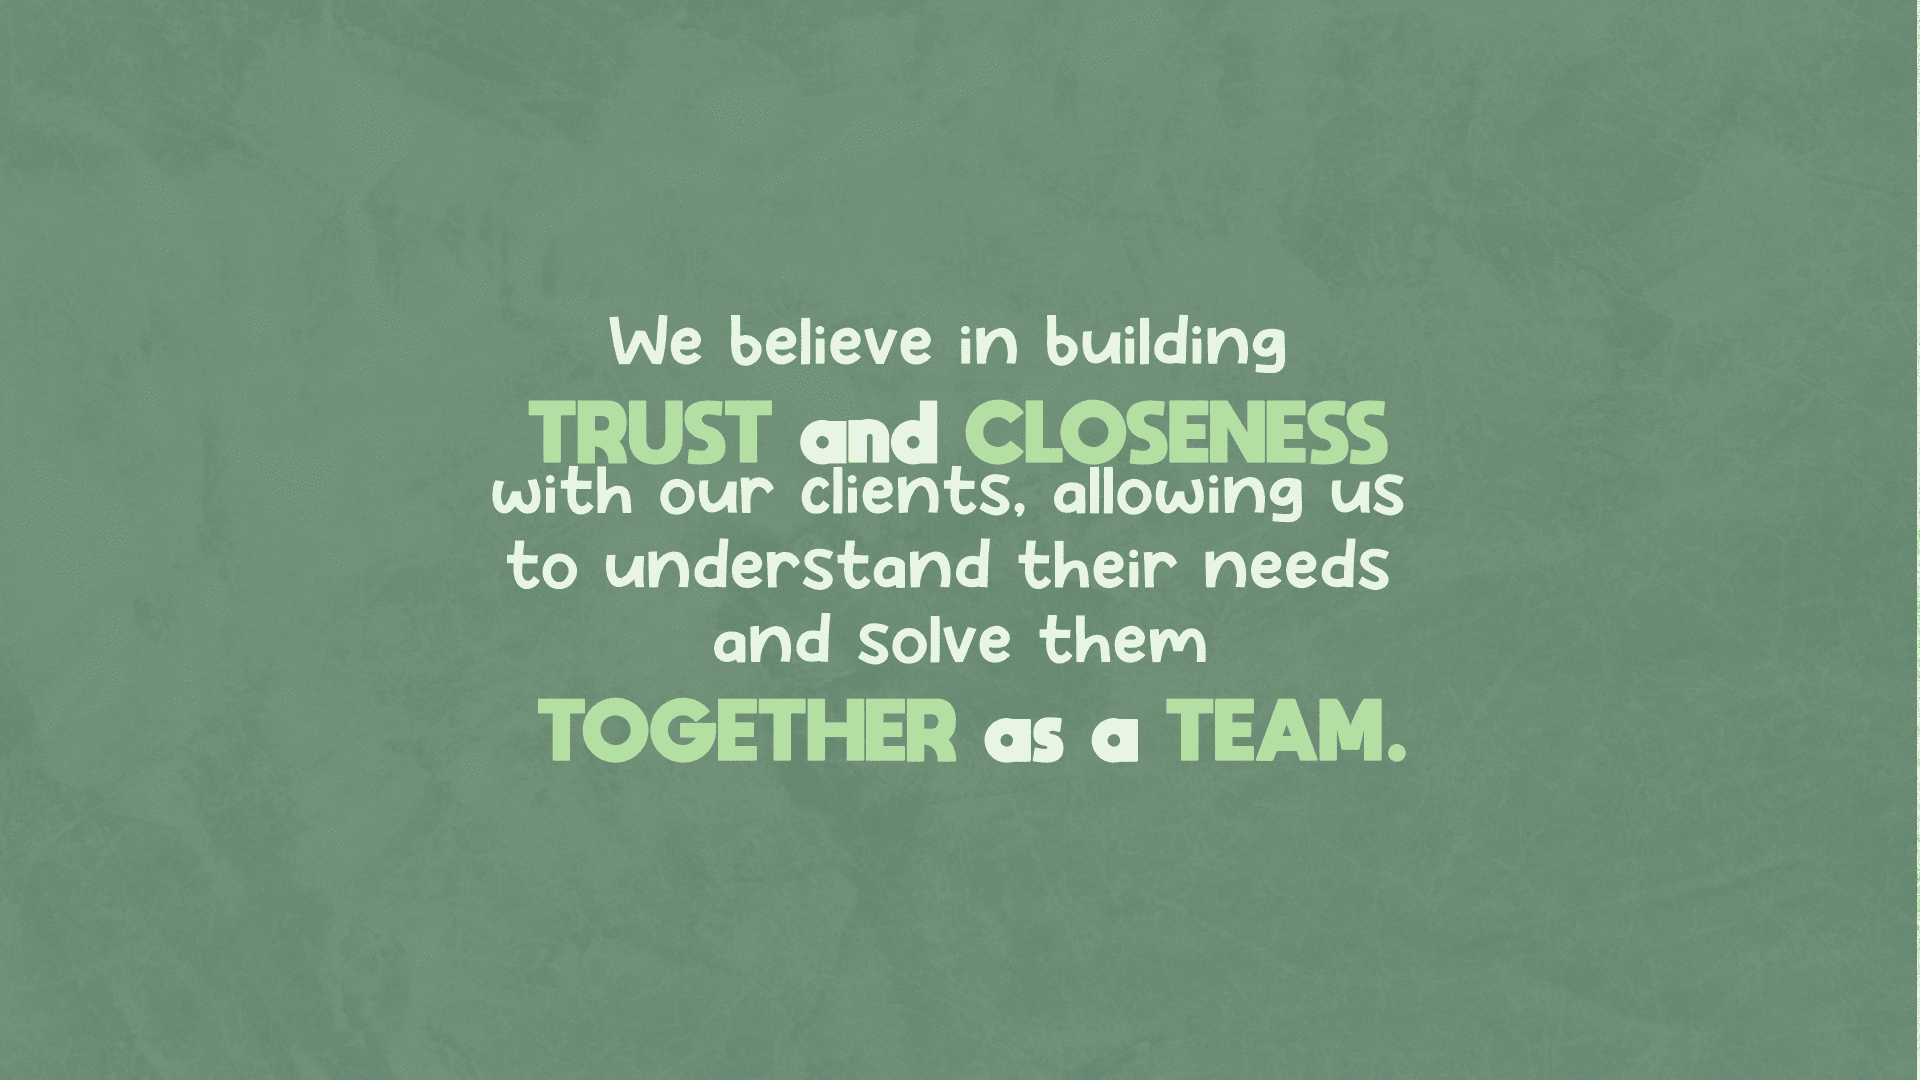 We believe in building
TRUST and CLOSENESS
with our clients, allowing us
to understand their needs
and solve them
TOGETHER as a TEAM.